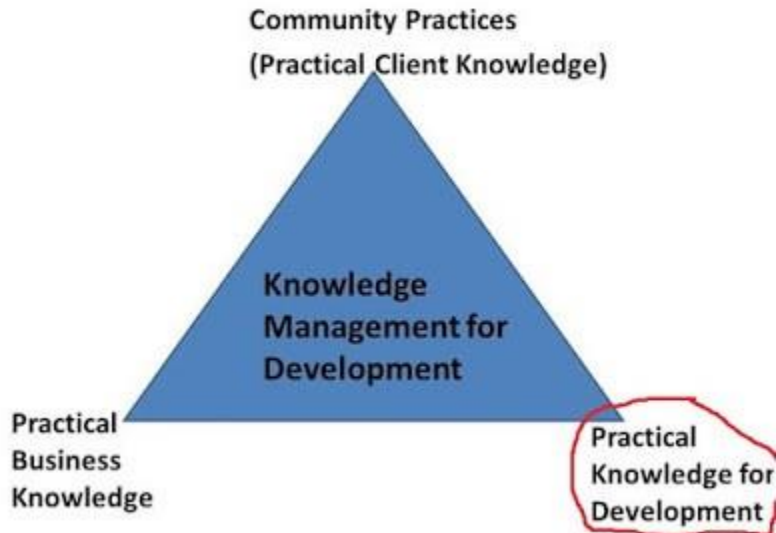 Community Practices
(Practical Client Knowledge)
Knowledge
Management for
Development
Practical
Business
Knowledge
Practical
Knowledge for
Development